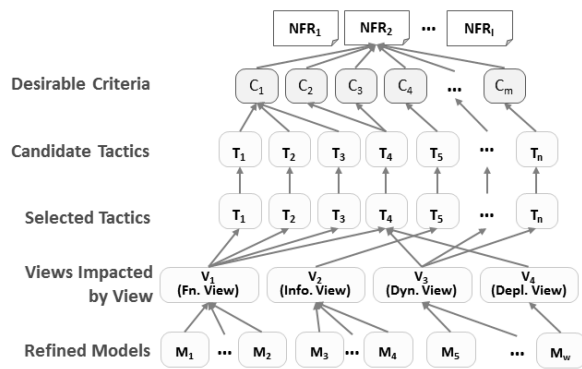 NFR1 NFR2 ... NFRl
Desirable Criteria C1 C2 C3 C4 ... Cm
Candidate Tactics T1 T2 T3 T4 T5 ... Tn
Selected Tactics T1 T2 T3 T4 T5 ... Tn
Views Impacted by View
V1 (Fn. View)
V2 (Info. View)
V3 (Dyn. View)
V4 (Depl. View)
Refined Models M1 ... M2 M3 ... M4 M5 ... Mw